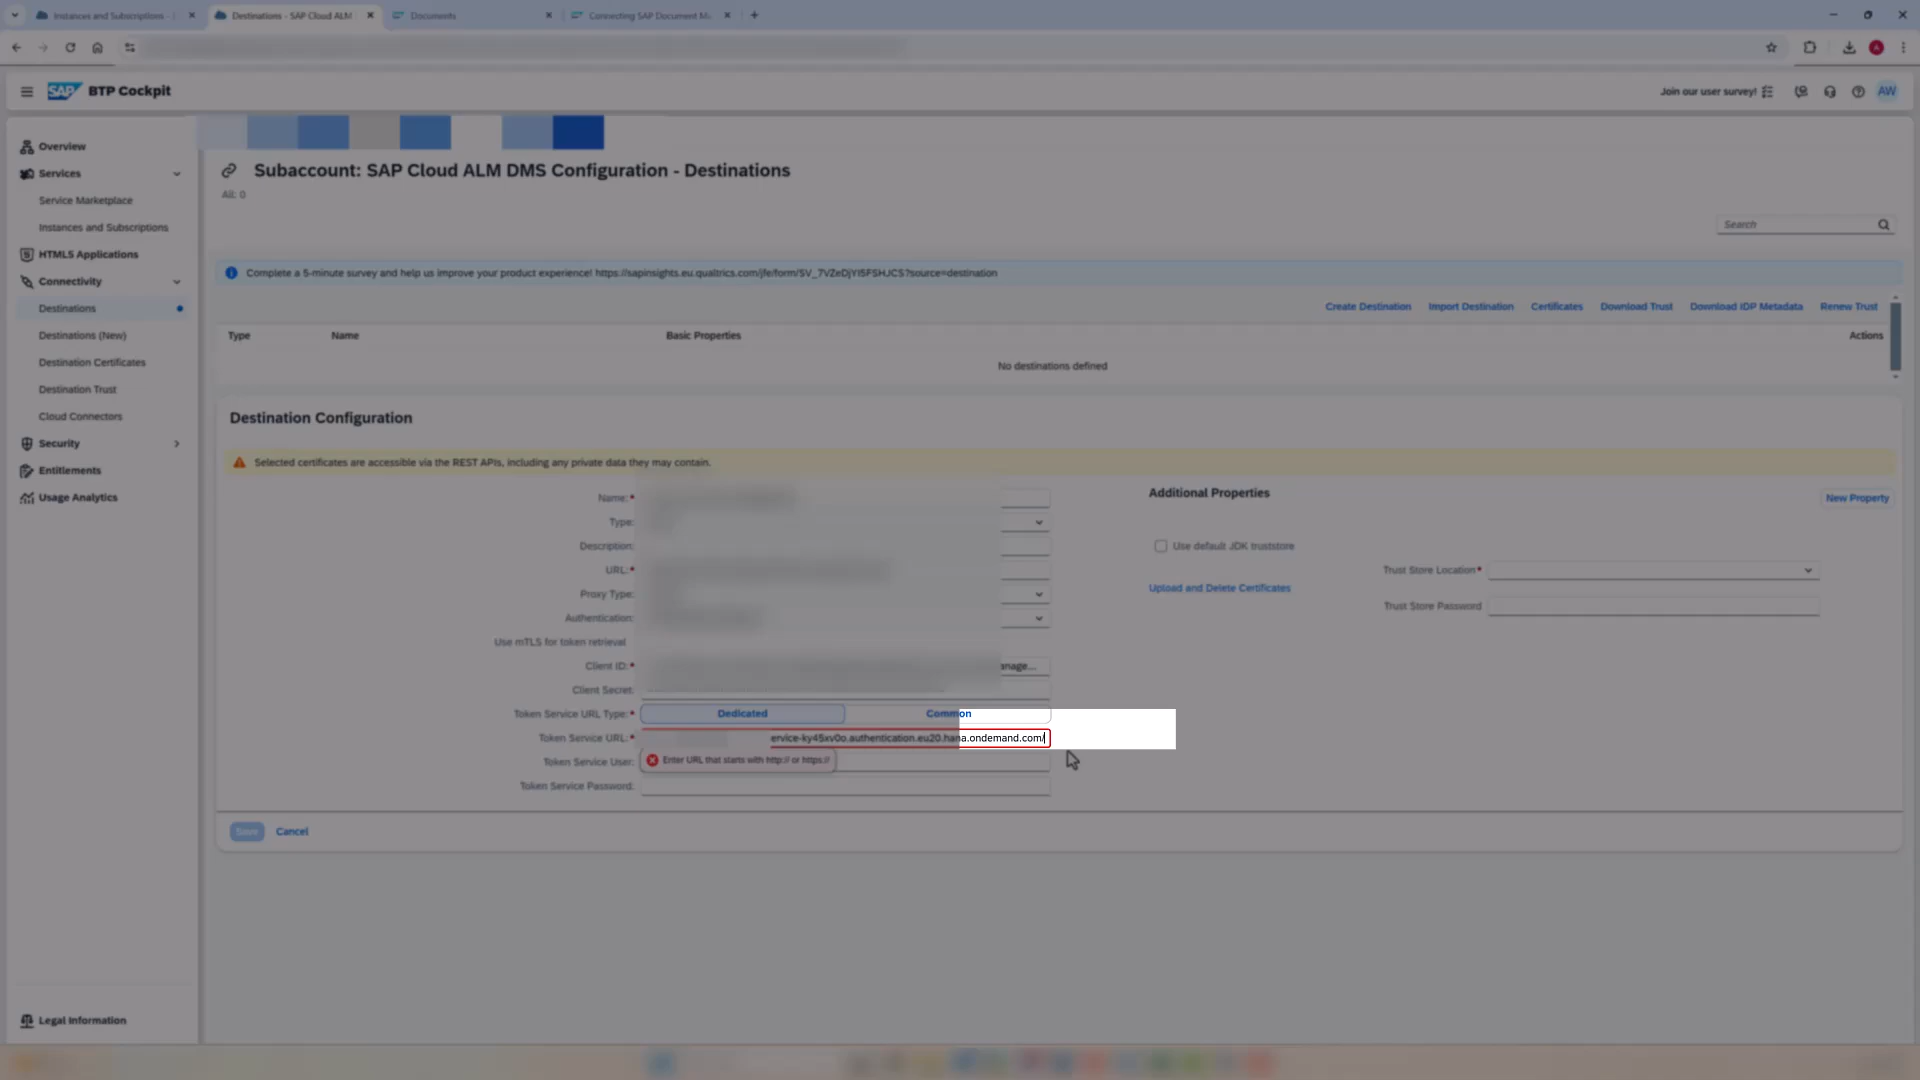 Instances and Subscriptions -
Destinations - SAP Cloud ALM
Documents
Connecting SAP Document M
SAP
BTP Cockpit
Join our user survey!
AW
Overview
Services
Service Marketplace
Instances and Subscriptions
HTML5 Applications
Connectivity
Destinations
Destinations (New)
Destination Certificates
Destination Trust
Cloud Connectors
Security
Entitlements
Usage Analytics
Legal Information
Subaccount: SAP Cloud ALM DMS Configuration - Destinations
All: 0
Search
Complete a 5-minute survey and help us improve your product experience! https://sapinsights.eu.qualtrics.com/jfe/form/SV_7VZeDjYI5FSHJCS?source=destination
Create Destination Import Destination Certificates Download Trust Download IDP Metadata Renew Trust
Type Name Basic Properties Actions
No destinations defined
Destination Configuration
Selected certificates are accessible via the REST APIs, including any private data they may contain.
Name:*
Type:
Description:
URL:*
Proxy Type:
Authentication:
Use mTLS for token retrieval
Client ID:* anage...
Client Secret:
Token Service URL Type:* Dedicated Common
Token Service URL:* ervice-ky45xv0o.authentication.eu20.hana.ondemand.com/
Token Service User: Enter URL that starts with http:// or https://
Token Service Password:
Additional Properties
New Property
Use default JDK truststore
Upload and Delete Certificates
Trust Store Location*
Trust Store Password
Save Cancel